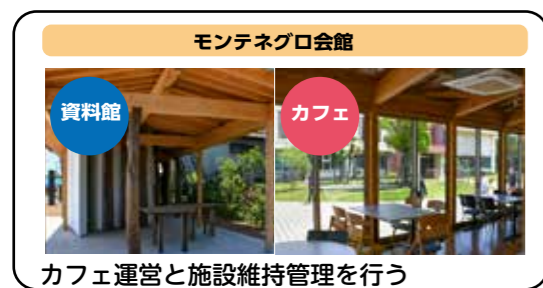 モンテネグロ会館
資料館
カフェ
カフェ運営と施設維持管理を行う